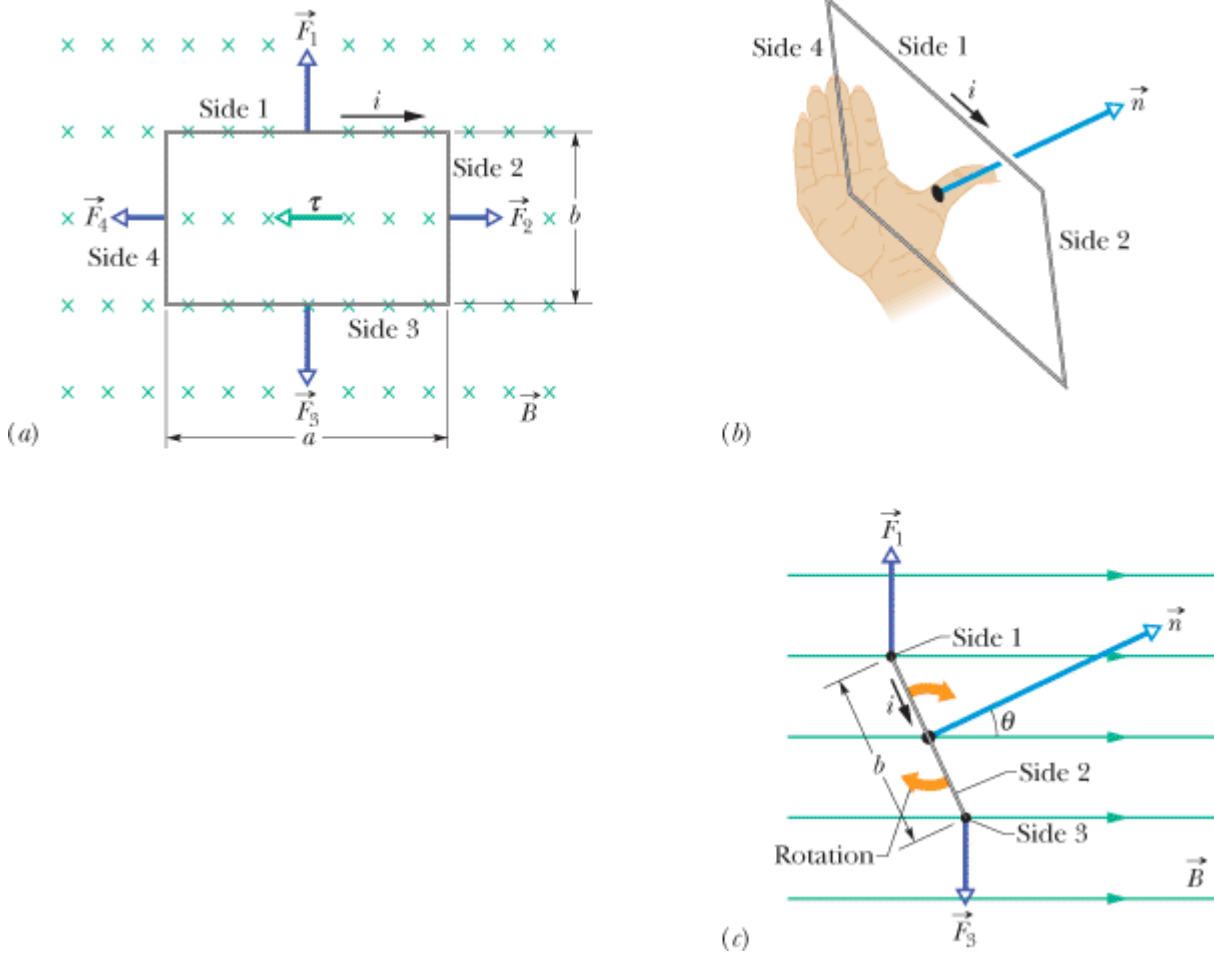 F₁
Side 1
i
Side 2
F₄
τ
F₂
b
Side 4
Side 3
F₃
B
a
(a)
Side 4
Side 1
i
n
Side 2
(b)
F₁
n
Side 1
i
θ
b
Side 2
Side 3
Rotation
B
F₃
(c)